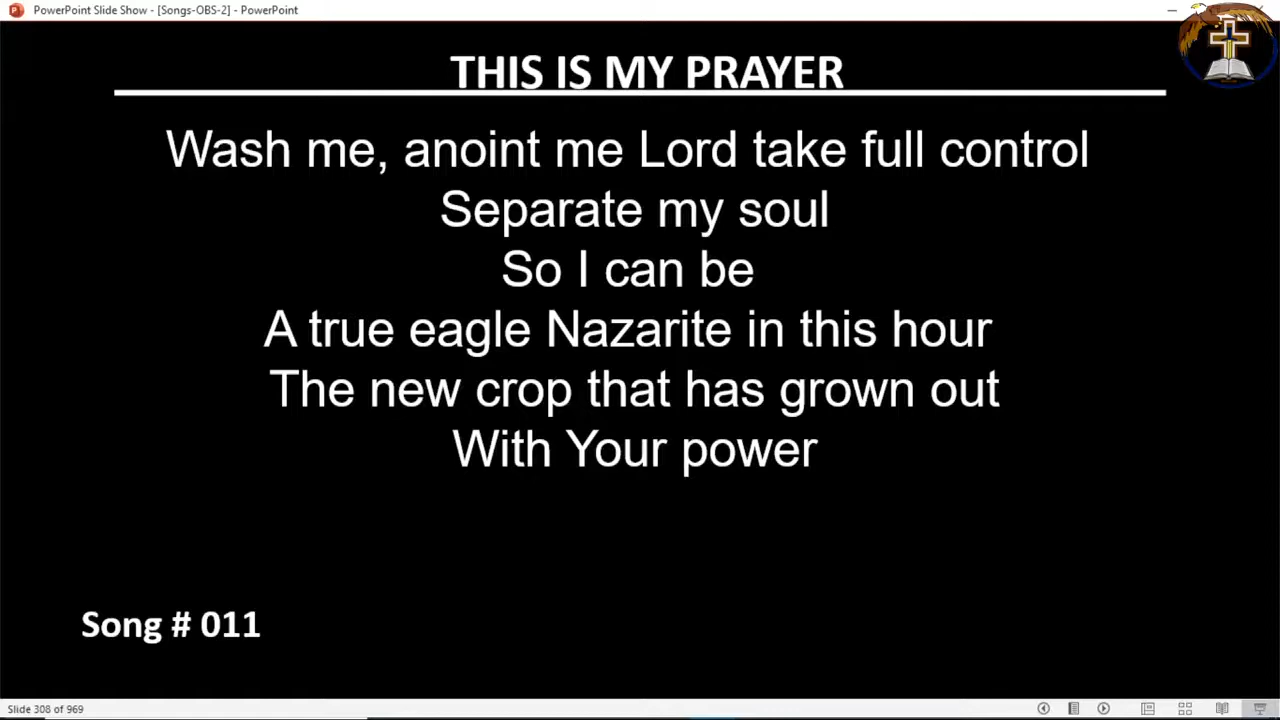 PowerPoint Slide Show - [Songs-OBS-2] - PowerPoint
THIS IS MY PRAYER
Wash me, anoint me Lord take full control
Separate my soul
So I can be
A true eagle Nazarite in this hour
The new crop that has grown out
With Your power
Song # 011
Slide 308 of 969